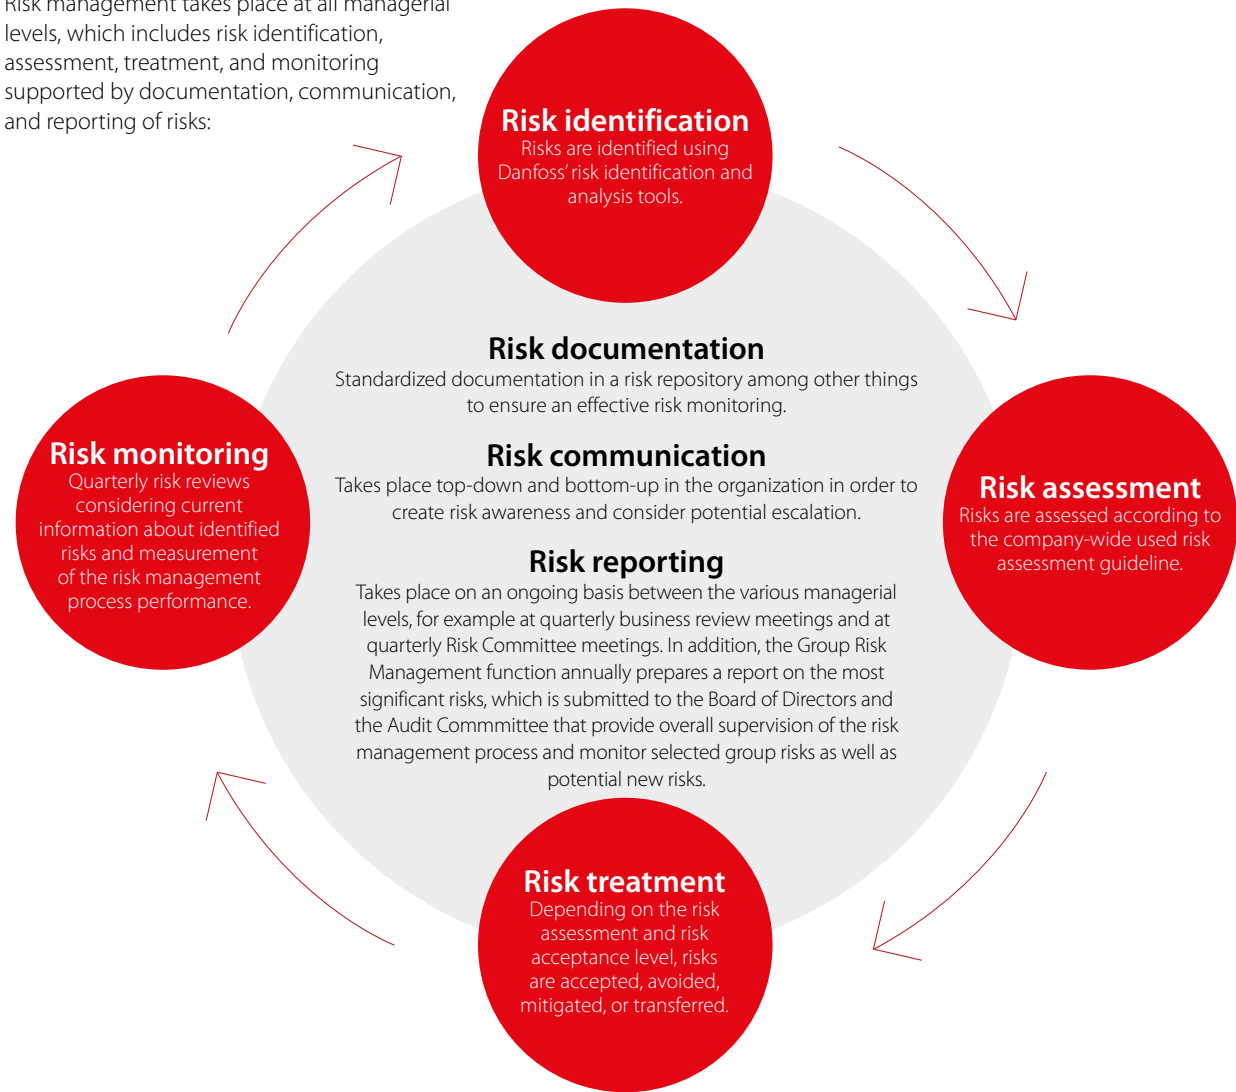 Risk management takes place at all managerial
levels, which includes risk identification,
assessment, treatment, and monitoring
supported by documentation, communication,
and reporting of risks:
Risk identification
Risks are identified using
Danfoss’ risk identification and
analysis tools.
Risk documentation
Standardized documentation in a risk repository among other things
to ensure an effective risk monitoring.
Risk communication
Takes place top-down and bottom-up in the organization in order to
create risk awareness and consider potential escalation.
Risk reporting
Takes place on an ongoing basis between the various managerial
levels, for example at quarterly business review meetings and at
quarterly Risk Committee meetings. In addition, the Group Risk
Management function annually prepares a report on the most
significant risks, which is submitted to the Board of Directors and
the Audit Commmittee that provide overall supervision of the risk
management process and monitor selected group risks as well as
potential new risks.
Risk monitoring
Quarterly risk reviews
considering current
information about identified
risks and measurement
of the risk management
process performance.
Risk assessment
Risks are assessed according to
the company-wide used risk
assessment guideline.
Risk treatment
Depending on the risk
assessment and risk
acceptance level, risks
are accepted, avoided,
mitigated, or transferred.